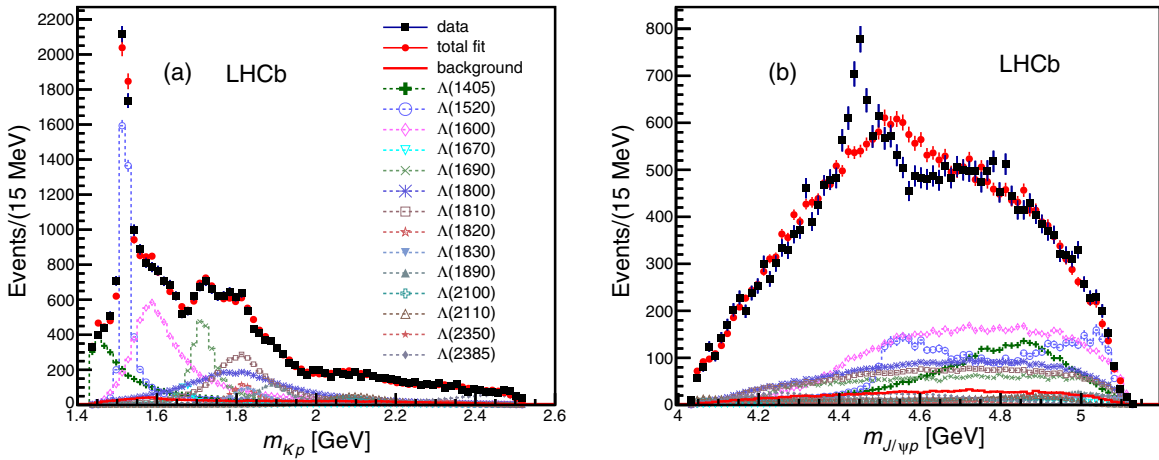 Events/(15 MeV)
2200
2000
1800
1600
1400
1200
1000
800
600
400
200
0
1.4
1.6
1.8
2
2.2
2.4
2.6
m_{Kp} [GeV]
(a)
LHCb
data
total fit
background
Λ(1405)
Λ(1520)
Λ(1600)
Λ(1670)
Λ(1690)
Λ(1800)
Λ(1810)
Λ(1820)
Λ(1830)
Λ(1890)
Λ(2100)
Λ(2110)
Λ(2350)
Λ(2385)
Events/(15 MeV)
800
700
600
500
400
300
200
100
0
4
4.2
4.4
4.6
4.8
5
m_{J/ψp} [GeV]
(b)
LHCb